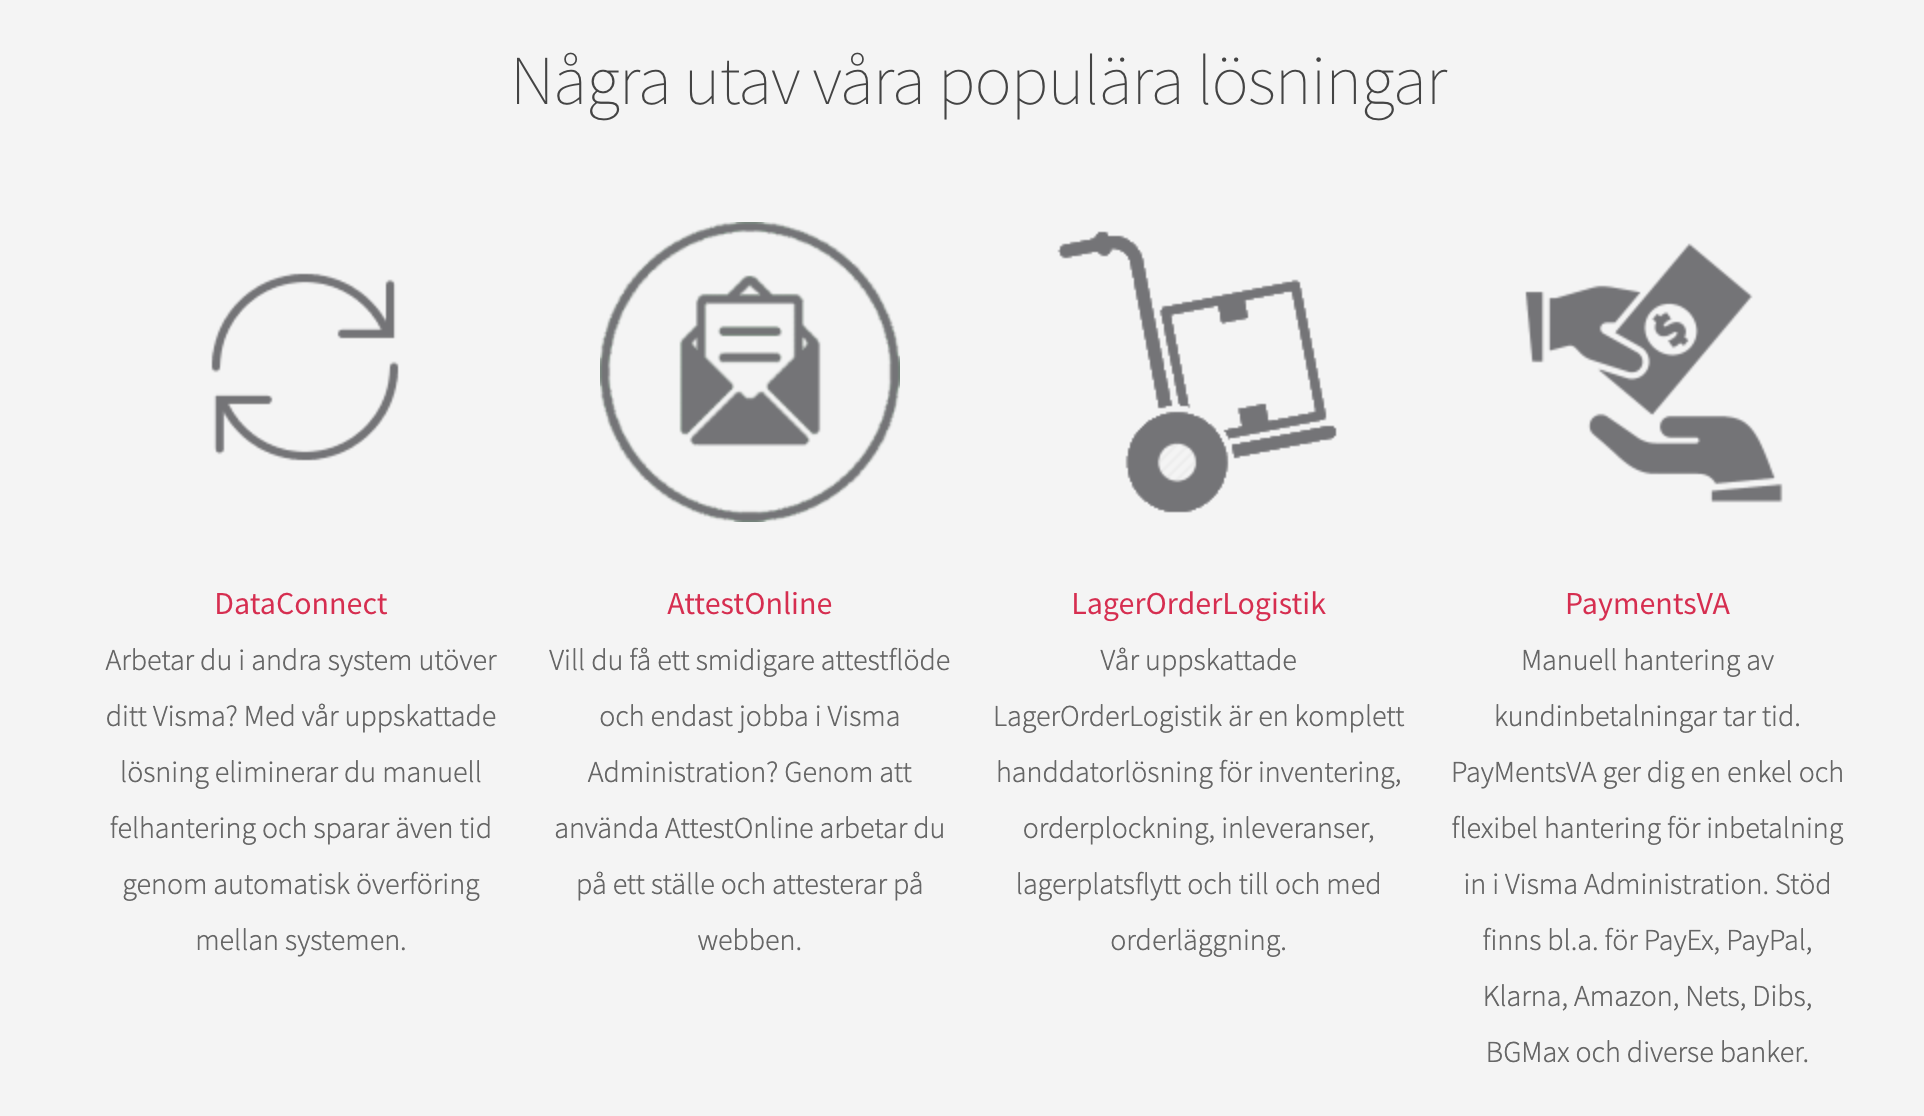 Några utav våra populära lösningar
DataConnect
Arbetar du i andra system utöver
ditt Visma? Med vår uppskattade
lösning eliminerar du manuell
felhantering och sparar även tid
genom automatisk överföring
mellan systemen.
AttestOnline
Vill du få ett smidigare attestflöde
och endast jobba i Visma
Administration? Genom att
använda AttestOnline arbetar du
på ett ställe och attesterar på
webben.
LagerOrderLogistik
Vår uppskattade
LagerOrderLogistik är en komplett
handdatorlösning för inventering,
orderplockning, inleveranser,
lagerplatsflytt och till och med
orderläggning.
PaymentsVA
Manuell hantering av
kundinbetalningar tar tid.
PayMentsVA ger dig en enkel och
flexibel hantering för inbetalning
in i Visma Administration. Stöd
finns bl.a. för PayEx, PayPal,
Klarna, Amazon, Nets, Dibs,
BGMax och diverse banker.